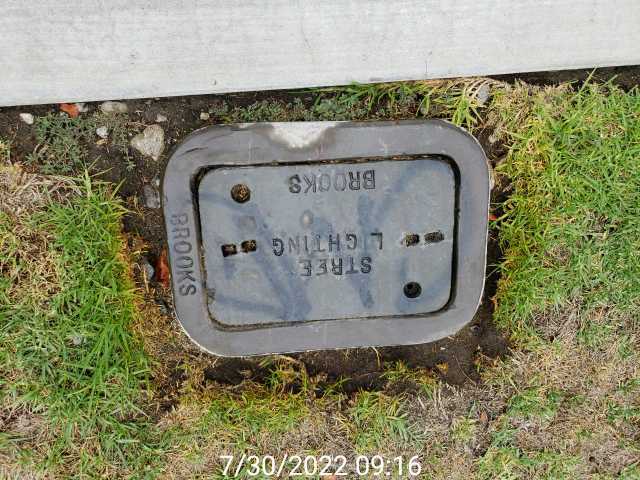 STREE
LIGHTING
BROOKS
BROOKS
7/30/2022 09:16